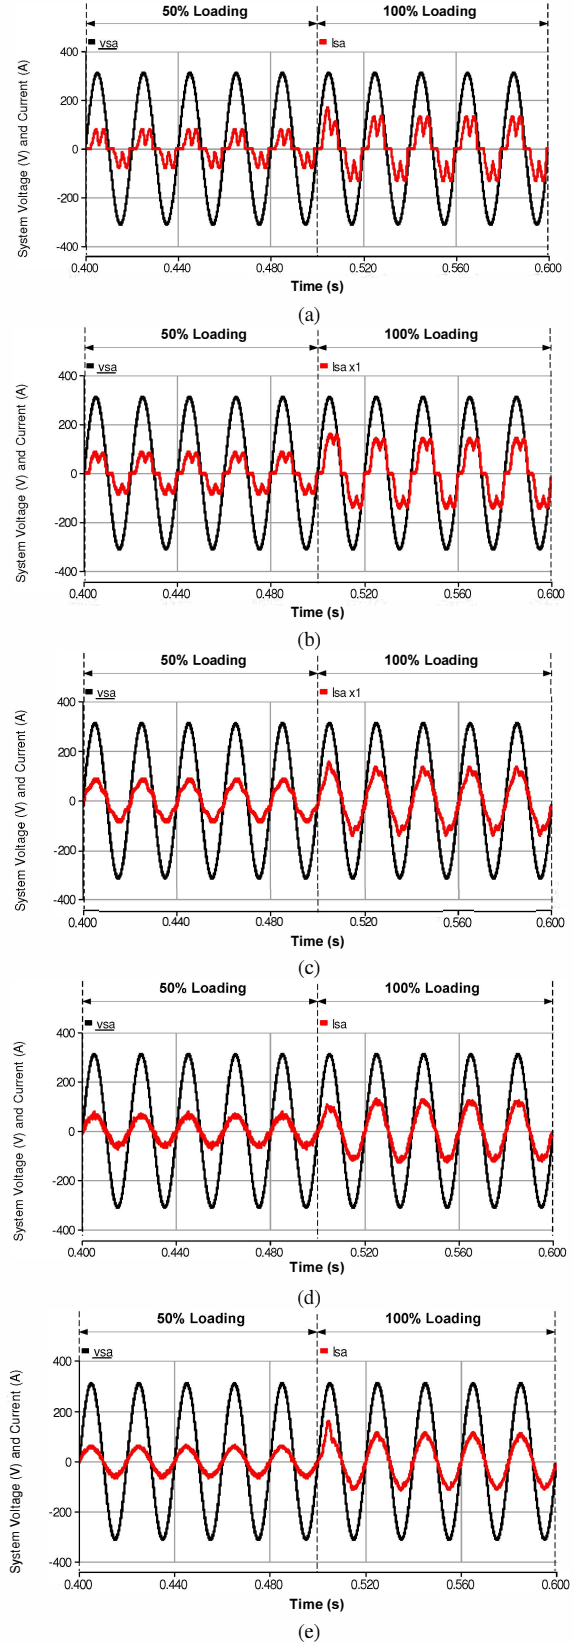 50% Loading 100% Loading
vsa Isa
400
200
0
-200
-400
System Voltage (V) and Current (A)
0.400 0.440 0.480 0.520 0.560 0.600
Time (s)
(a)
50% Loading 100% Loading
vsa Isa x1
400
200
0
-200
-400
System Voltage (V) and Current (A)
0.400 0.440 0.480 0.520 0.560 0.600
Time (s)
(b)
50% Loading 100% Loading
vsa Isa x1
400
200
0
-200
-400
System Voltage (V) and Current (A)
0.400 0.440 0.480 0.520 0.560 0.600
Time (s)
(c)
50% Loading 100% Loading
vsa Isa
400
200
0
-200
-400
System Voltage (V) and Current (A)
0.400 0.440 0.480 0.520 0.560 0.600
Time (s)
(d)
50% Loading 100% Loading
vsa Isa
400
200
0
-200
-400
System Voltage (V) and Current (A)
0.400 0.440 0.480 0.520 0.560 0.600
Time (s)
(e)